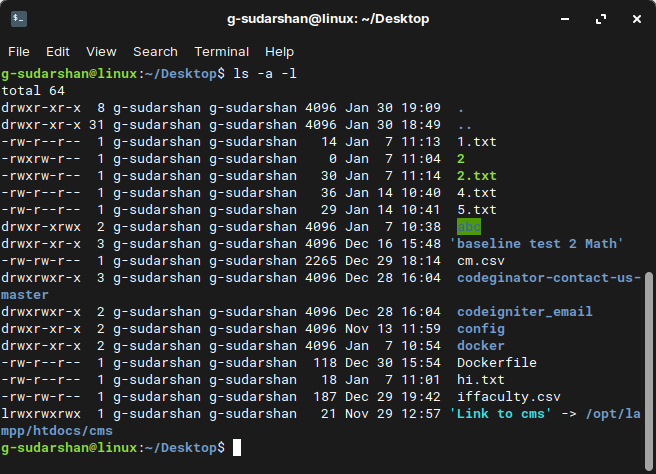 g-sudarshan@linux: ~/Desktop
File Edit View Search Terminal Help
g-sudarshan@linux:~/Desktop$ ls -a -l
total 64
drwxr-xr-x  8 g-sudarshan g-sudarshan 4096 Jan 30 19:09  .
drwxr-xr-x 31 g-sudarshan g-sudarshan 4096 Jan 30 18:49  ..
-rw-r--r--  1 g-sudarshan g-sudarshan   14 Jan  7 11:13  1.txt
-rwxrw-r--  1 g-sudarshan g-sudarshan    0 Jan  7 11:04  2
-rwxrw-r--  1 g-sudarshan g-sudarshan   30 Jan  7 11:14  2.txt
-rw-r--r--  1 g-sudarshan g-sudarshan   36 Jan 14 10:40  4.txt
-rw-r--r--  1 g-sudarshan g-sudarshan   29 Jan 14 10:41  5.txt
drwxr-xrwx  2 g-sudarshan g-sudarshan 4096 Jan  7 10:38  abc
drwxr-xr-x  3 g-sudarshan g-sudarshan 4096 Dec 16 15:48 'baseline test 2 Math'
-rw-rw-r--  1 g-sudarshan g-sudarshan 2265 Dec 29 18:14  cm.csv
drwxrwxr-x  3 g-sudarshan g-sudarshan 4096 Dec 28 16:04  codeginator-contact-us-
master
drwxrwxr-x  2 g-sudarshan g-sudarshan 4096 Dec 28 16:04  codeigniter_email
drwxr-xr-x  2 g-sudarshan g-sudarshan 4096 Nov 13 11:59  config
drwxr-xr-x  2 g-sudarshan g-sudarshan 4096 Jan  7 10:54  docker
-rw-r--r--  1 g-sudarshan g-sudarshan  118 Dec 30 15:54  Dockerfile
-rw-r--r--  1 g-sudarshan g-sudarshan   18 Jan  7 11:01  hi.txt
-rw-rw-r--  1 g-sudarshan g-sudarshan  187 Dec 29 19:42  iffaculty.csv
lrwxrwxrwx  1 g-sudarshan g-sudarshan   21 Nov 29 12:57 'Link to cms' -> /opt/la
mpp/htdocs/cms
g-sudarshan@linux:~/Desktop$